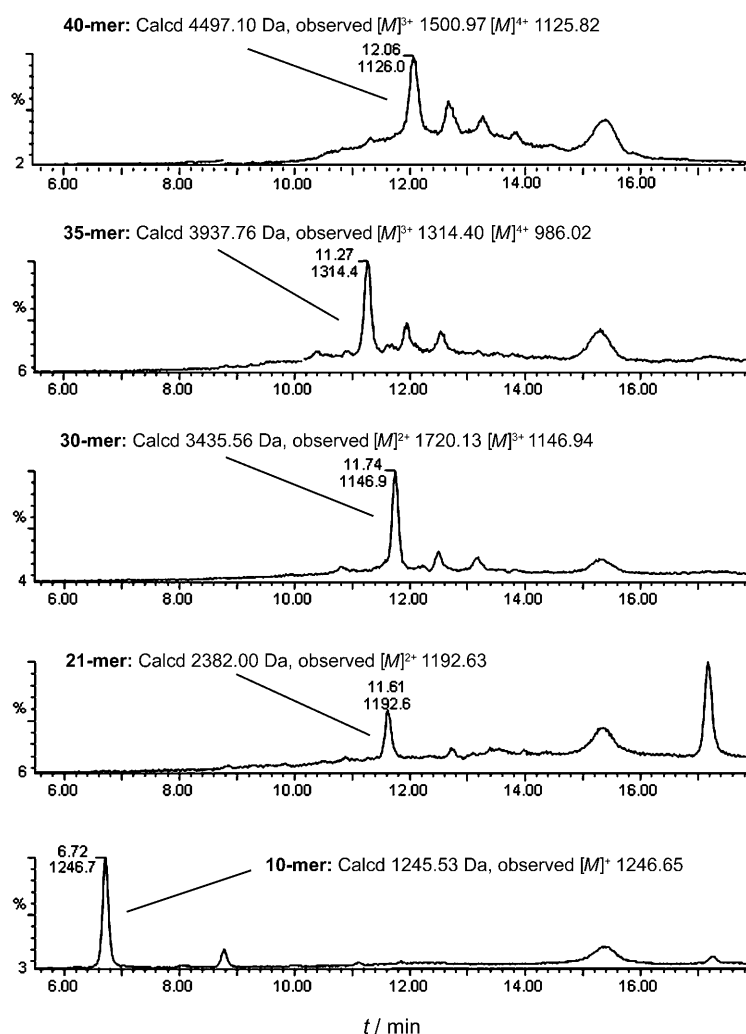 40-mer: Calcd 4497.10 Da, observed [M]³⁺ 1500.97 [M]⁴⁺ 1125.82
12.06
1126.0
%
2
6.00 8.00 10.00 12.00 14.00 16.00
35-mer: Calcd 3937.76 Da, observed [M]³⁺ 1314.40 [M]⁴⁺ 986.02
11.27
1314.4
%
6
6.00 8.00 10.00 12.00 14.00 16.00
30-mer: Calcd 3435.56 Da, observed [M]²⁺ 1720.13 [M]³⁺ 1146.94
11.74
1146.9
%
4
6.00 8.00 10.00 12.00 14.00 16.00
21-mer: Calcd 2382.00 Da, observed [M]²⁺ 1192.63
11.61
1192.6
%
6
6.00 8.00 10.00 12.00 14.00 16.00
6.72
1246.7
10-mer: Calcd 1245.53 Da, observed [M]⁺ 1246.65
%
3
6.00 8.00 10.00 12.00 14.00 16.00
t / min